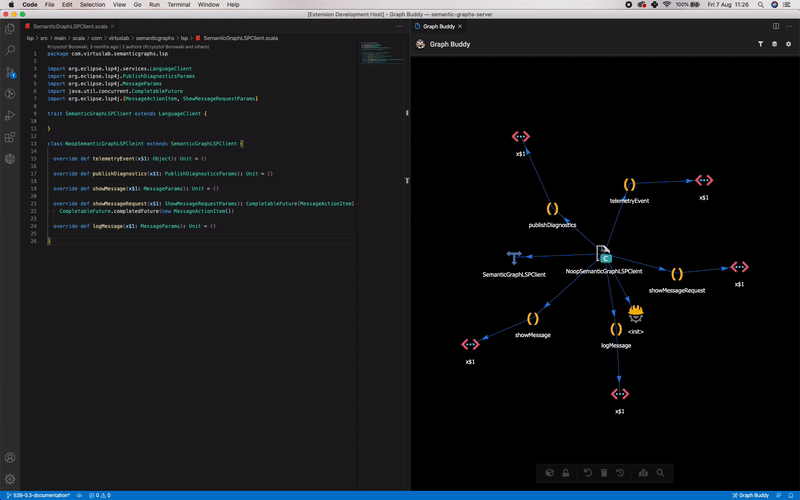 Code File Edit Selection View Go Run Terminal Window Help
100% Fri 7 Aug 11:26
[Extension Development Host] — Graph Buddy — semantic-graphs-server
SemanticGraphLSPClient.scala
lsp > src > main > scala > com > virtuslab > semanticgraphs > lsp > SemanticGraphLSPClient.scala
Krzysztof Borowski, 3 months ago | 2 authors (Krzysztof Borowski and others)
1 package com.virtuslab.semanticgraphs.lsp
2
3 import org.eclipse.lsp4j.services.LanguageClient
4 import org.eclipse.lsp4j.PublishDiagnosticsParams
5 import org.eclipse.lsp4j.MessageParams
6 import java.util.concurrent.CompletableFuture
7 import org.eclipse.lsp4j.{MessageActionItem, ShowMessageRequestParams}
8
9 trait SemanticGraphLSPClient extends LanguageClient {
10
11 }
12
13 class NoopSemanticGraphLSPCleint extends SemanticGraphLSPClient {
14
15 override def telemetryEvent(x$1: Object): Unit = ()
16
17 override def publishDiagnostics(x$1: PublishDiagnosticsParams): Unit = ()
18
19 override def showMessage(x$1: MessageParams): Unit = ()
20
21 override def showMessageRequest(x$1: ShowMessageRequestParams): CompletableFuture[MessageActionItem]
22 CompletableFuture.completedFuture(new MessageActionItem())
23
24 override def logMessage(x$1: MessageParams): Unit = ()
25
26 }
Graph Buddy
Graph Buddy
x$1
telemetryEvent
x$1
publishDiagnostics
SemanticGraphLSPClient
NoopSemanticGraphLSPCleint
showMessageRequest
x$1
<init>
showMessage
logMessage
x$1
x$1
539-0.3-documentation*
0 0
Graph Buddy